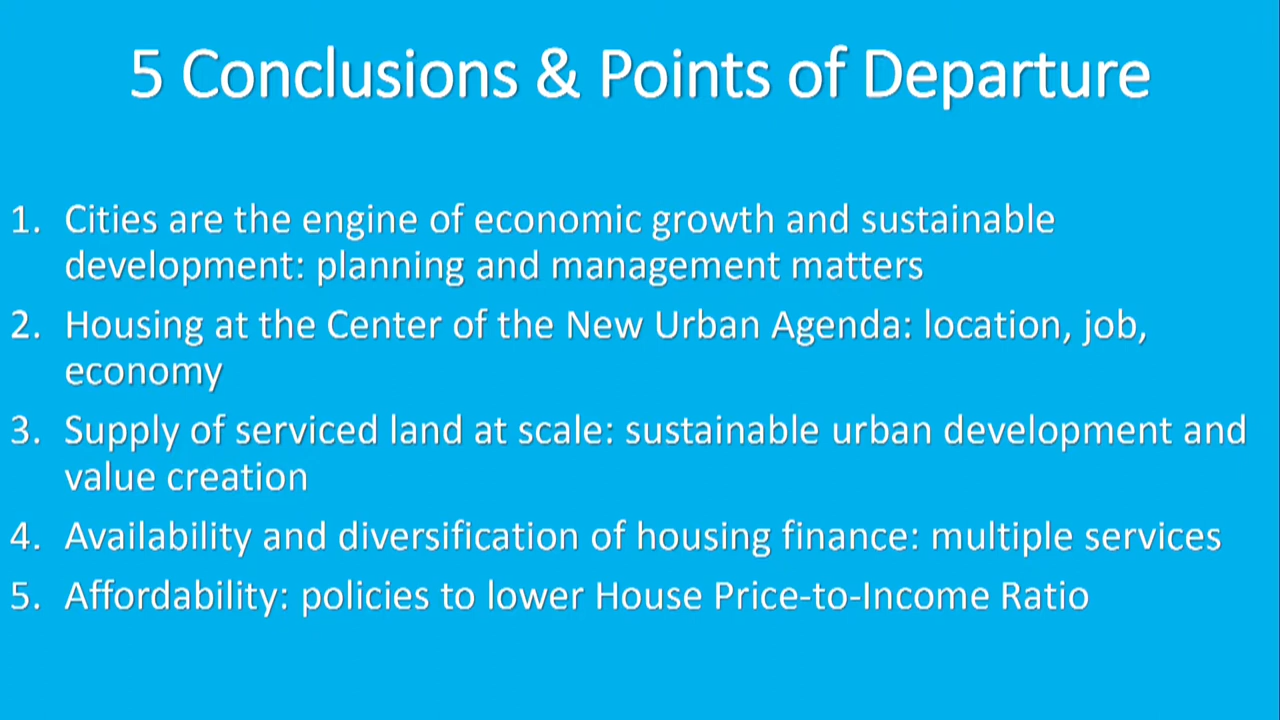 5 Conclusions & Points of Departure
1. Cities are the engine of economic growth and sustainable
development: planning and management matters
2. Housing at the Center of the New Urban Agenda: location, job,
economy
3. Supply of serviced land at scale: sustainable urban development and
value creation
4. Availability and diversification of housing finance: multiple services
5. Affordability: policies to lower House Price-to-Income Ratio